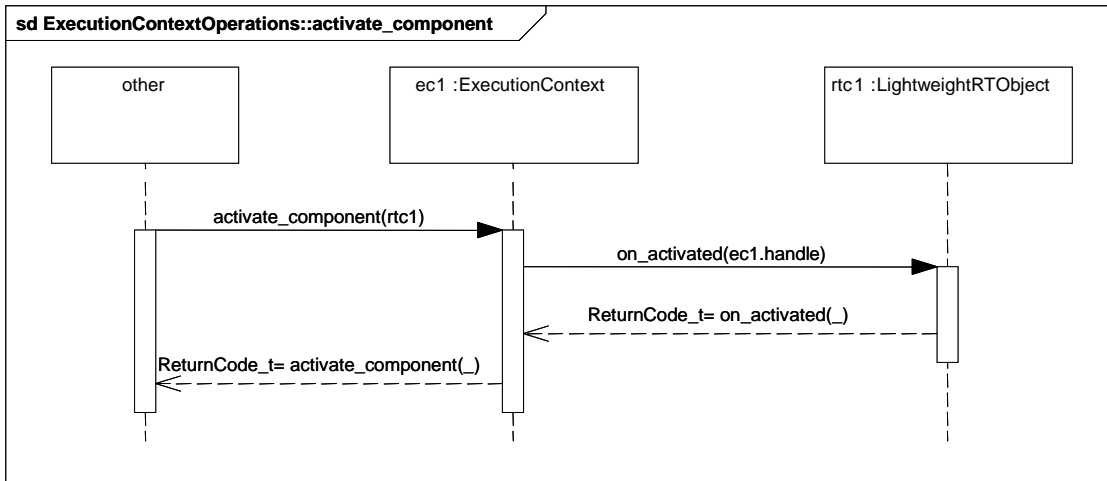 sd ExecutionContextOperations::activate_component
other
ec1 :ExecutionContext
rtc1 :LightweightRTObject
activate_component(rtc1)
on_activated(ec1.handle)
ReturnCode_t= on_activated(_)
ReturnCode_t= activate_component(_)